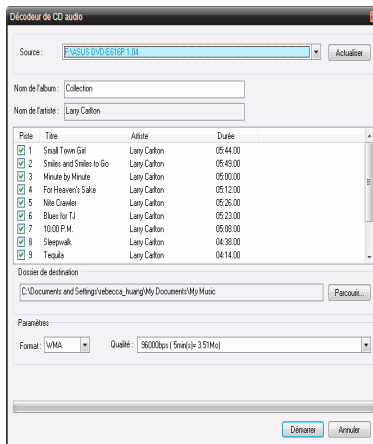 Décodeur de CD audio
Source : F:\ASUS DVD-E616P 1.04 Actualiser
Nom de l'album : Collection
Nom de l'artiste : Larry Carlton
Piste Titre Artiste Durée
1 Small Town Girl Larry Carlton 05:44.00
2 Smiles and Smiles to Go Larry Carlton 05:49.00
3 Minute by Minute Larry Carlton 05:00.00
4 For Heaven's Sake Larry Carlton 05:12.00
5 Nite Crawler Larry Carlton 05:26.00
6 Blues for TJ Larry Carlton 05:23.00
7 10:00 P.M. Larry Carlton 05:08.00
8 Sleepwalk Larry Carlton 04:38.00
9 Tequila Larry Carlton 04:14.00
Dossier de destination
C:\Documents and Settings\rebecca_huang\My Documents\My Music Parcourir...
Paramètres
Format : WMA Qualité : 96000bps ( 5min(s)= 3.51Mo)
Démarrer Annuler